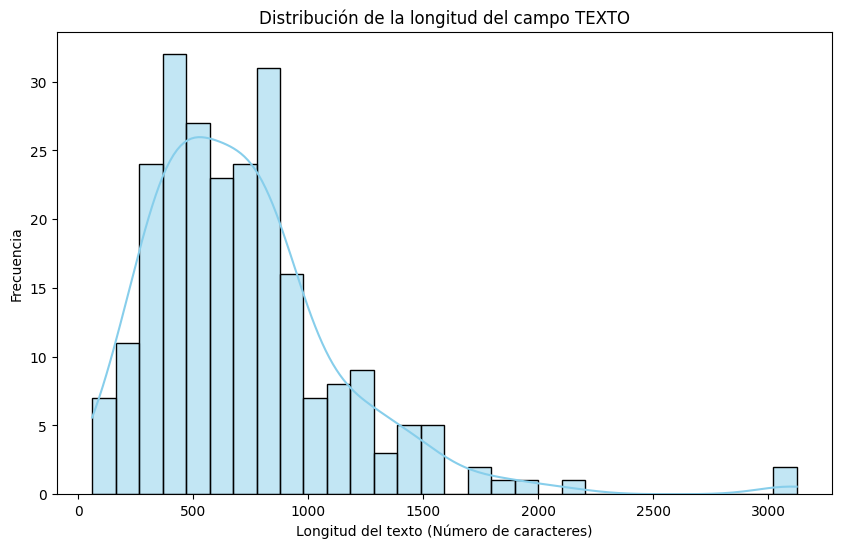 Distribución de la longitud del campo TEXTO
Frecuencia
30
25
20
15
10
5
0
0 500 1000 1500 2000 2500 3000
Longitud del texto (Número de caracteres)